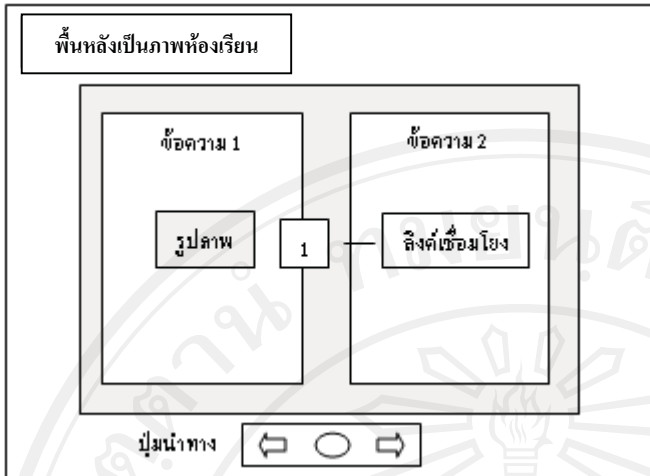 พื้นหลังเป็นภาพห้องเรียน
ข้อความ 1
ข้อความ 2
รูปภาพ
1
ลิงค์เชื่อมโยง
ปุ่มนำทาง